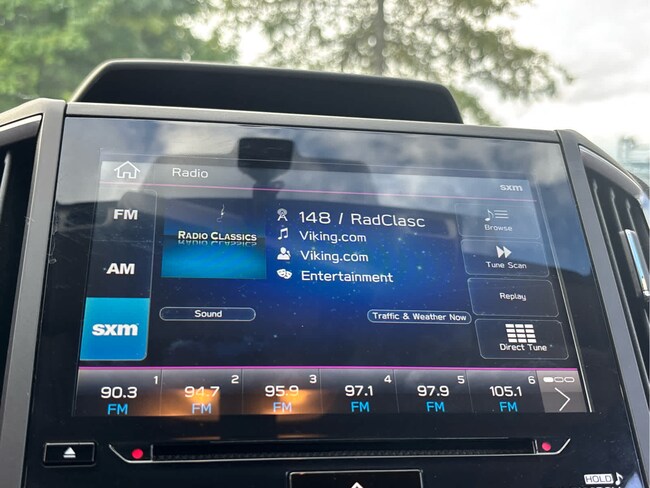 Radio
sxm
FM
AM
sxm
RADIO CLASSICS
148 / RadClasc
Viking.com
Viking.com
Entertainment
Browse
Tune Scan
Replay
Direct Tune
Sound
Traffic & Weather Now
1
90.3
FM
2
94.7
FM
3
95.9
FM
4
97.1
FM
5
97.9
FM
6
105.1
FM
HOLD